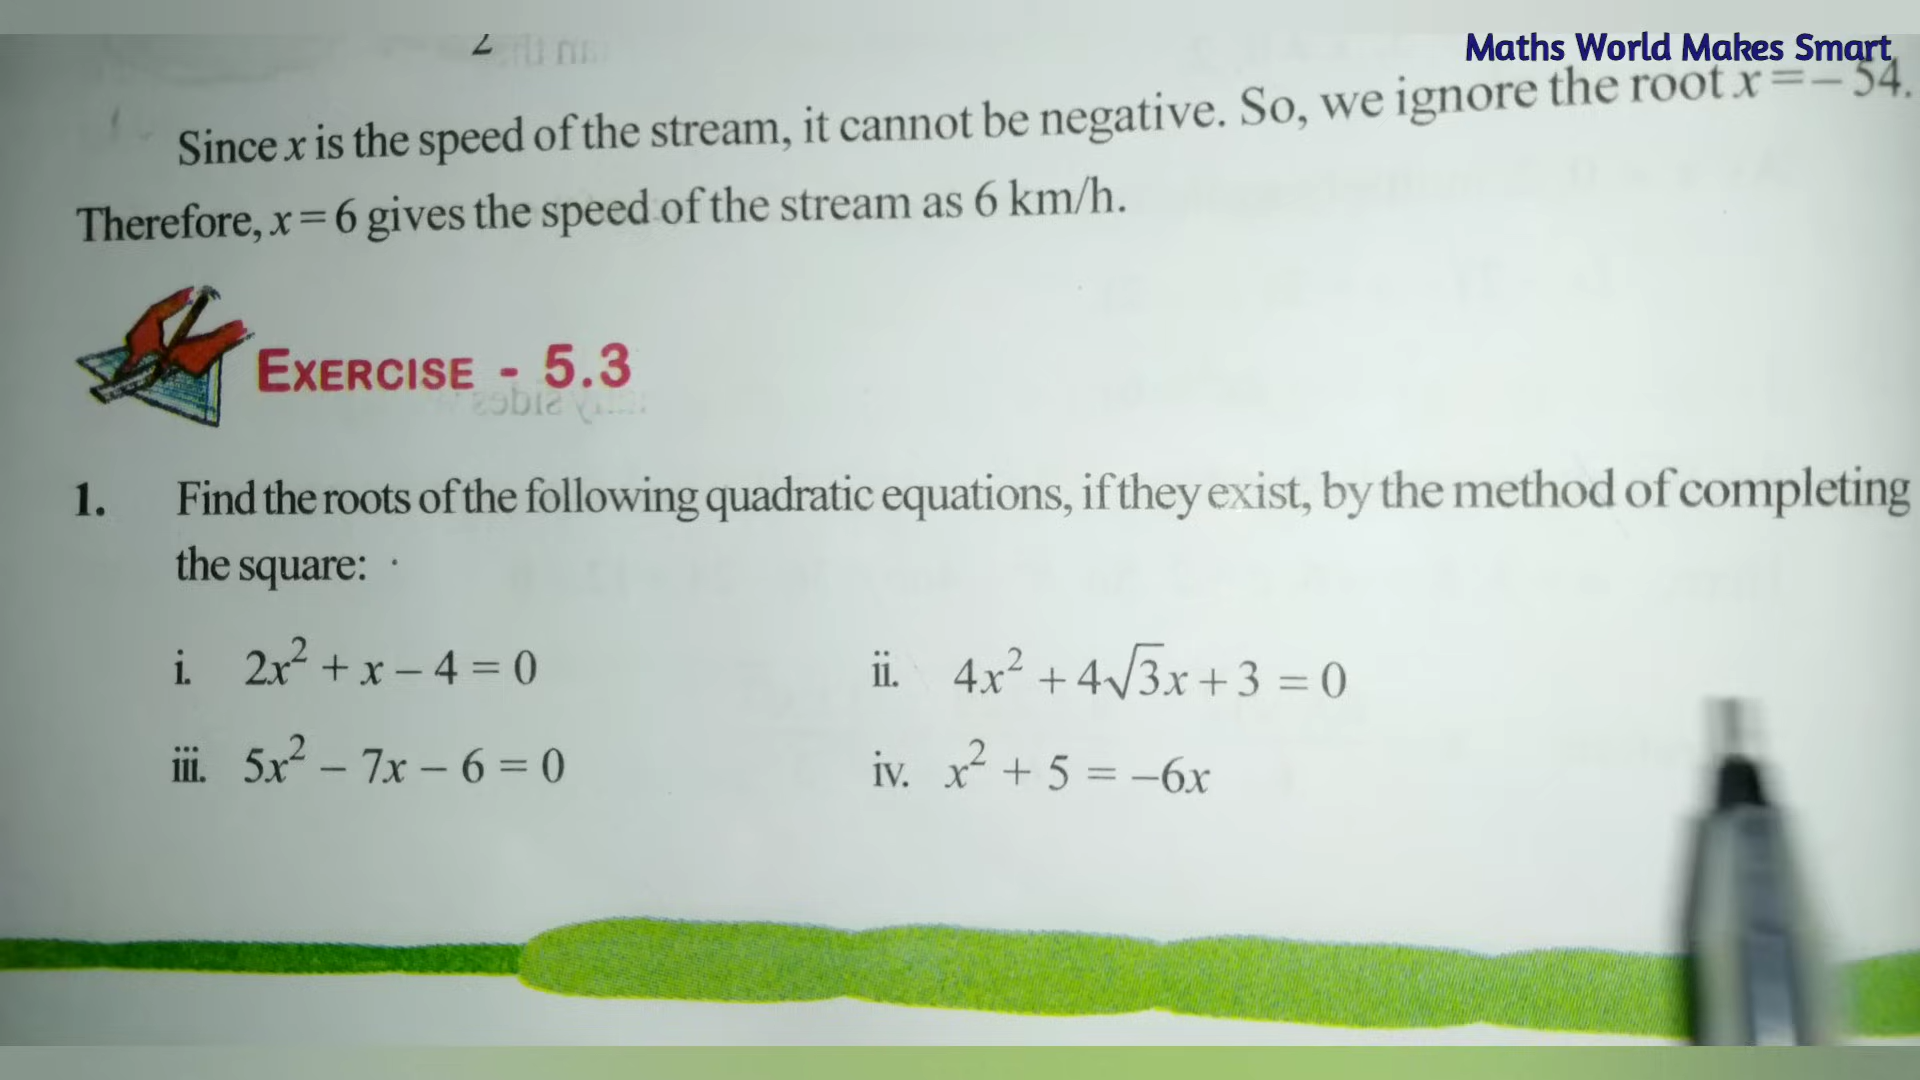 Maths World Makes Smart
Since x is the speed of the stream, it cannot be negative. So, we ignore the root x = – 54.
Therefore, x = 6 gives the speed of the stream as 6 km/h.
EXERCISE - 5.3
1. Find the roots of the following quadratic equations, if they exist, by the method of completing
the square:
i. 2x² + x – 4 = 0 ii. 4x² + 4√3x + 3 = 0
iii. 5x² – 7x – 6 = 0 iv. x² + 5 = –6x